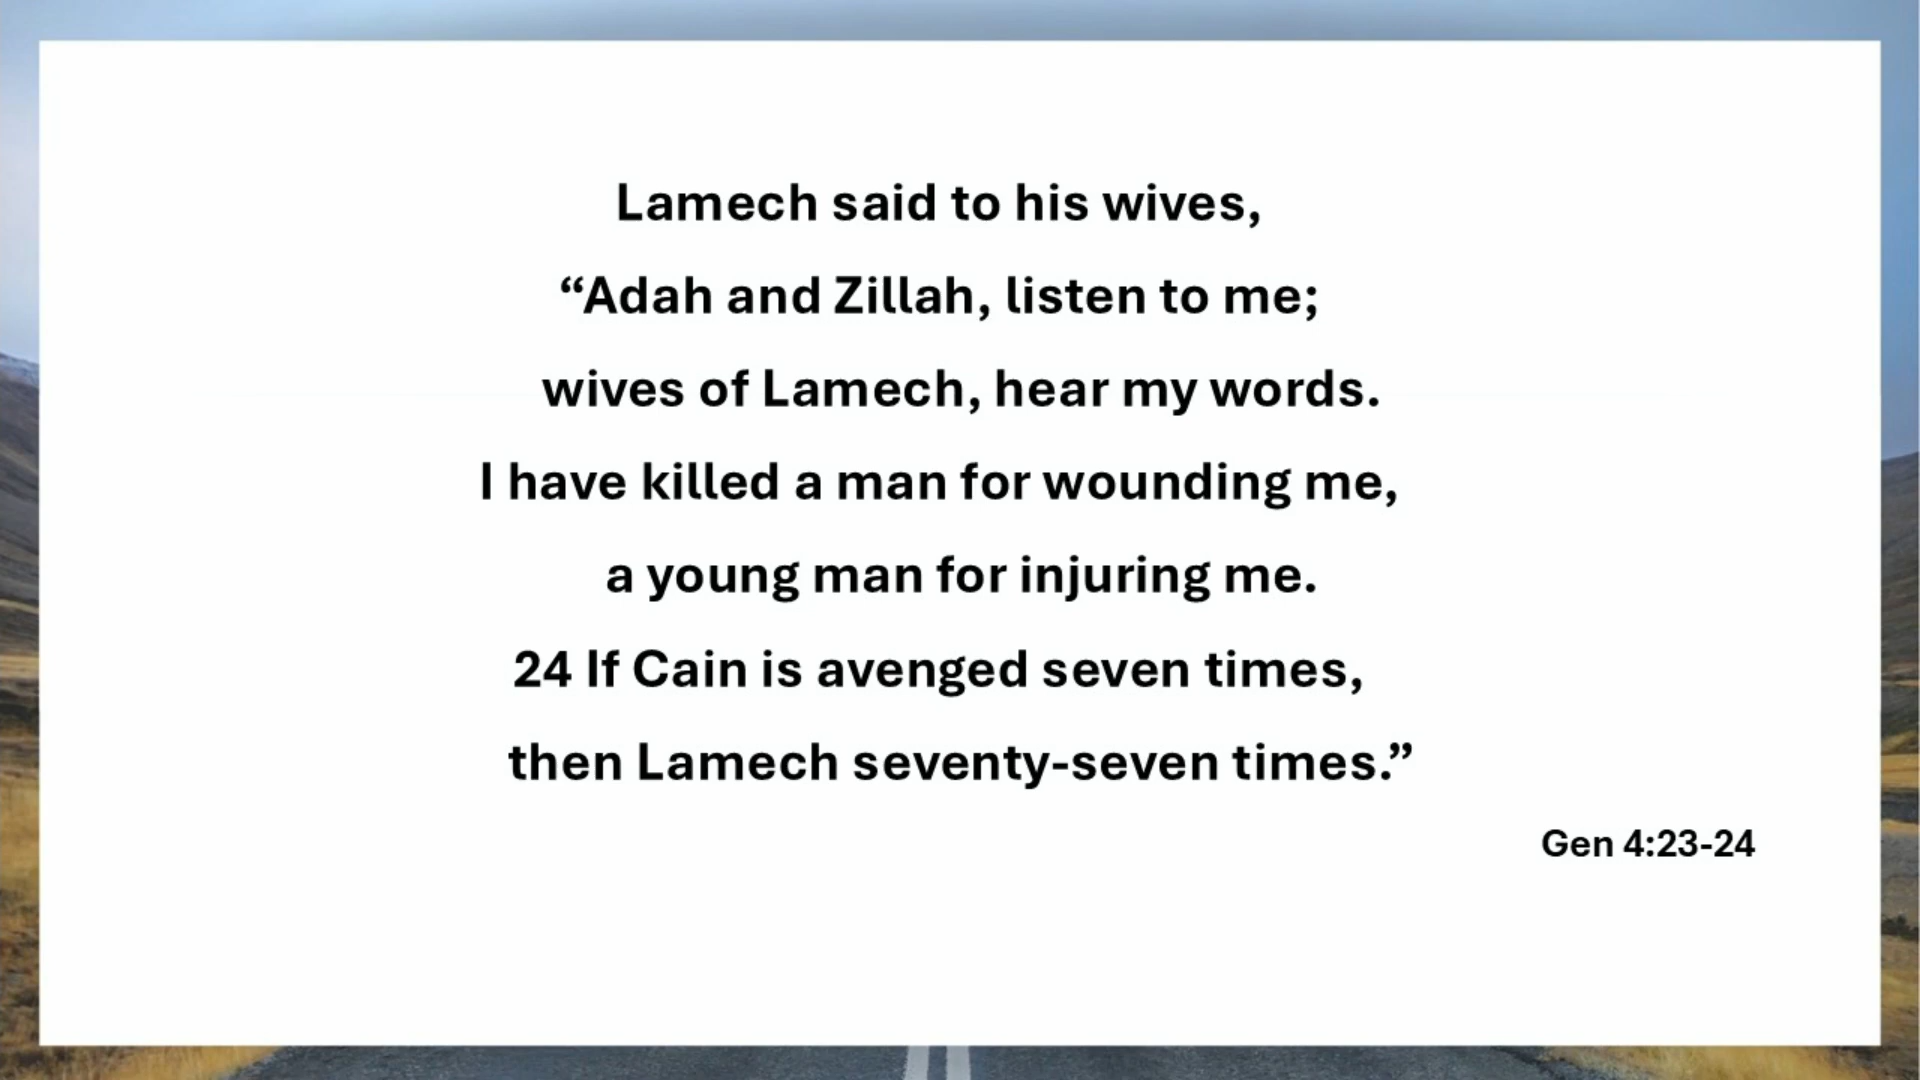 Lamech said to his wives,
“Adah and Zillah, listen to me;
wives of Lamech, hear my words.
I have killed a man for wounding me,
a young man for injuring me.
24 If Cain is avenged seven times,
then Lamech seventy-seven times.”
Gen 4:23-24